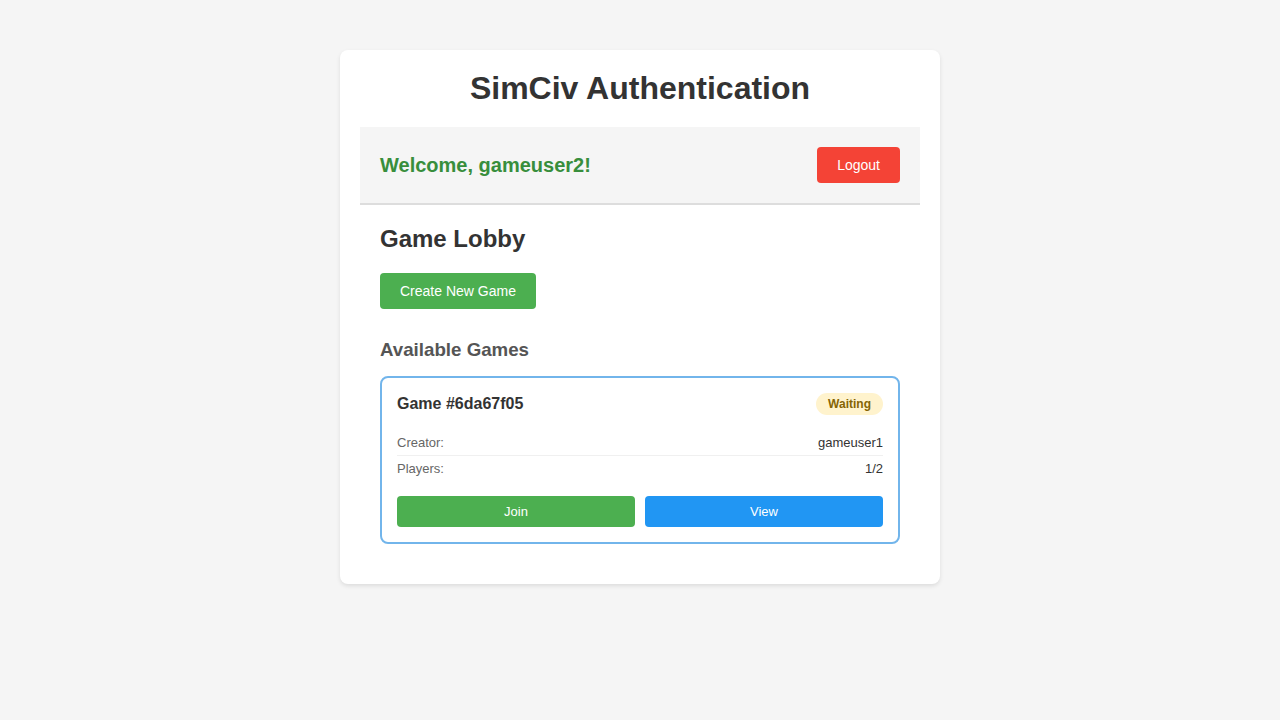 SimCiv Authentication
Welcome, gameuser2!
Logout
Game Lobby
Create New Game
Available Games
Game #6da67f05
Waiting
Creator:
gameuser1
Players:
1/2
Join
View